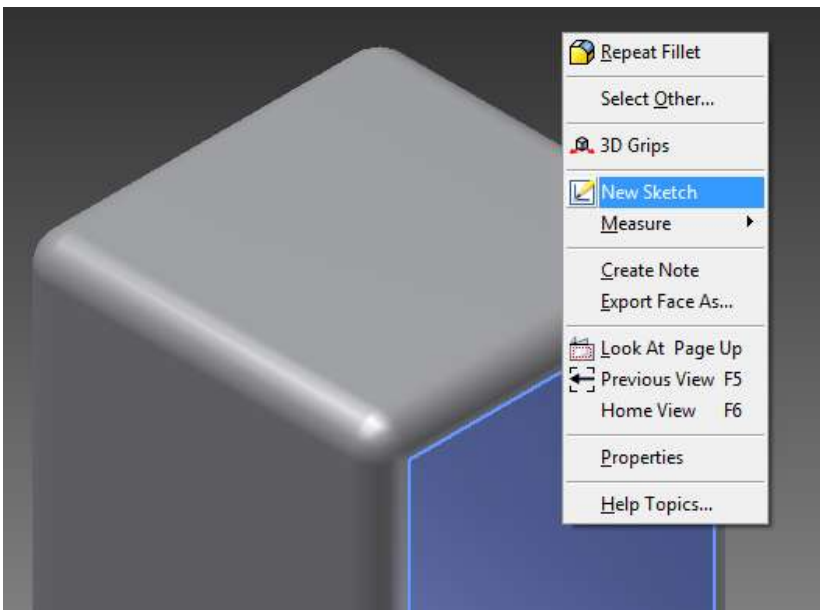 Repeat Fillet
Select Other...
3D Grips
New Sketch
Measure
Create Note
Export Face As...
Look At Page Up
Previous View F5
Home View F6
Properties
Help Topics...